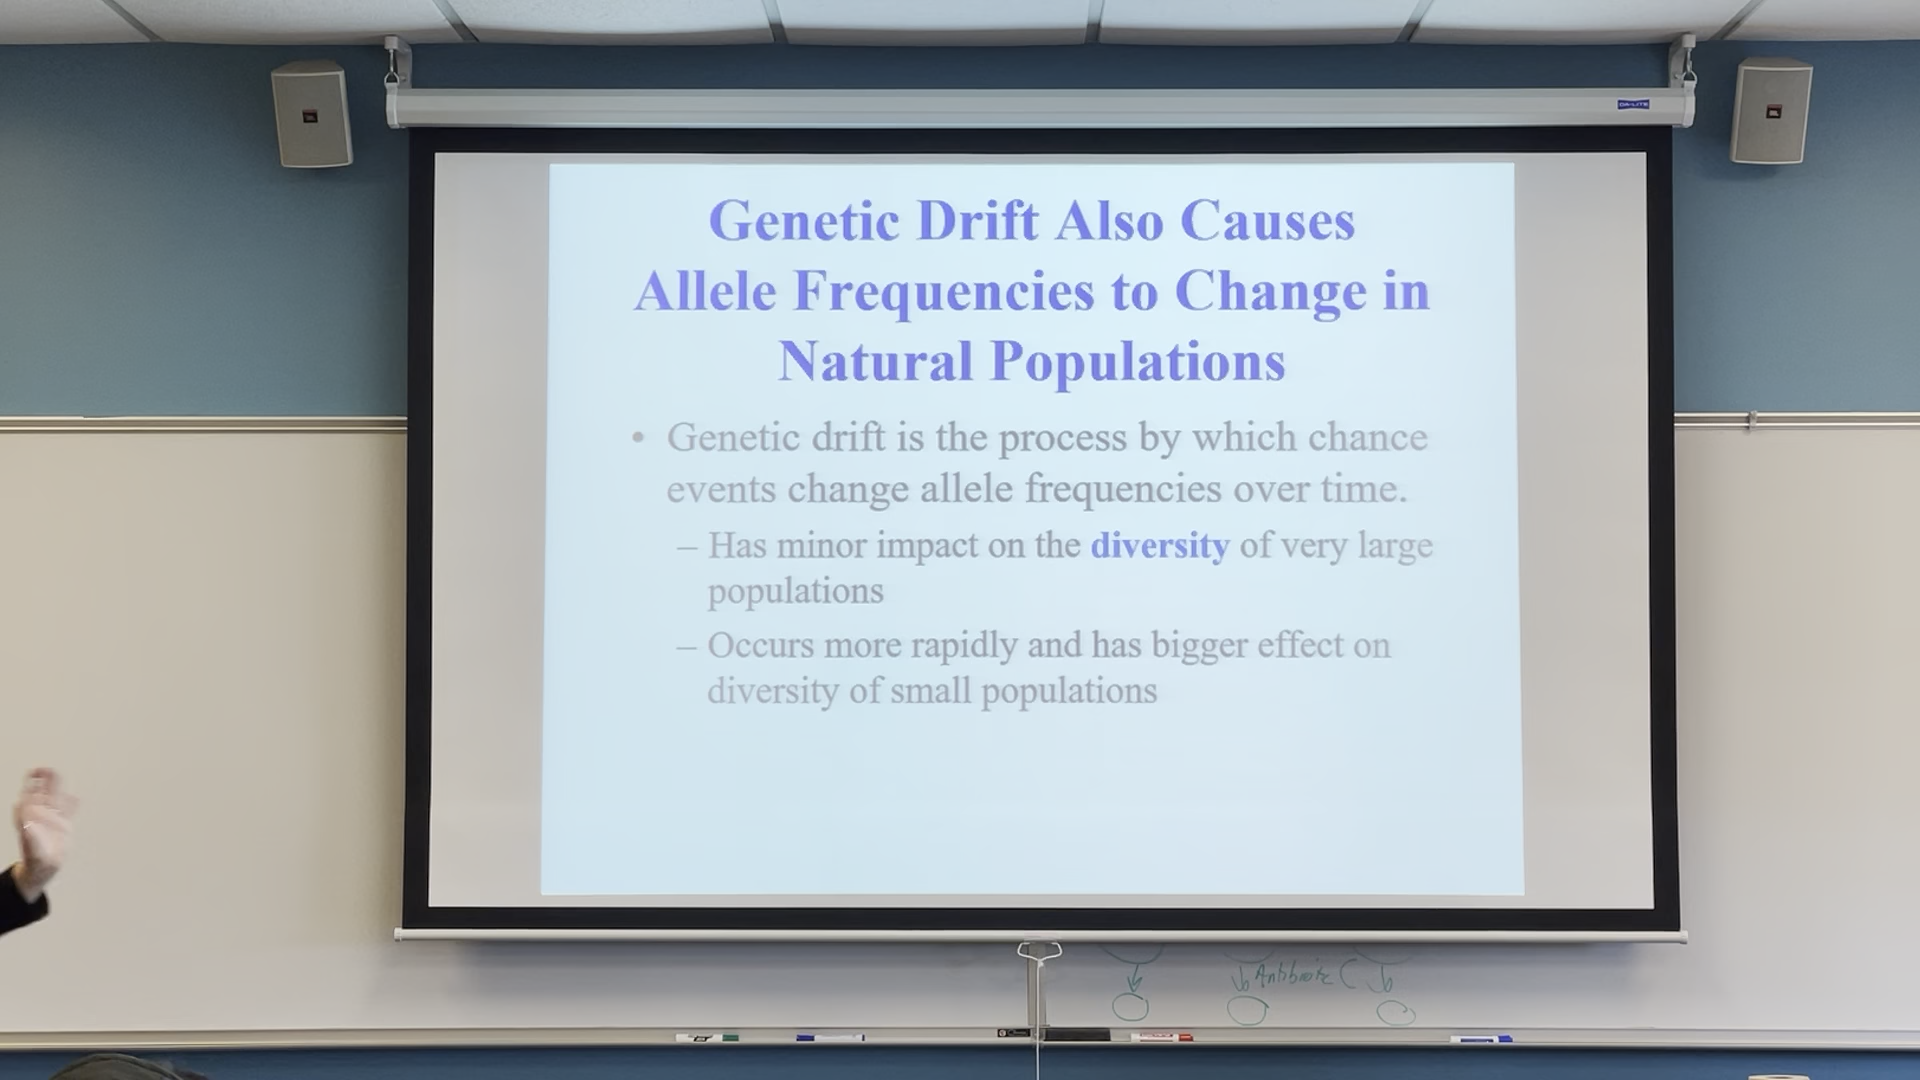 DA-LITE
Genetic Drift Also Causes
Allele Frequencies to Change in
Natural Populations
• Genetic drift is the process by which chance
events change allele frequencies over time.
– Has minor impact on the diversity of very large
populations
– Occurs more rapidly and has bigger effect on
diversity of small populations
Antibiotic